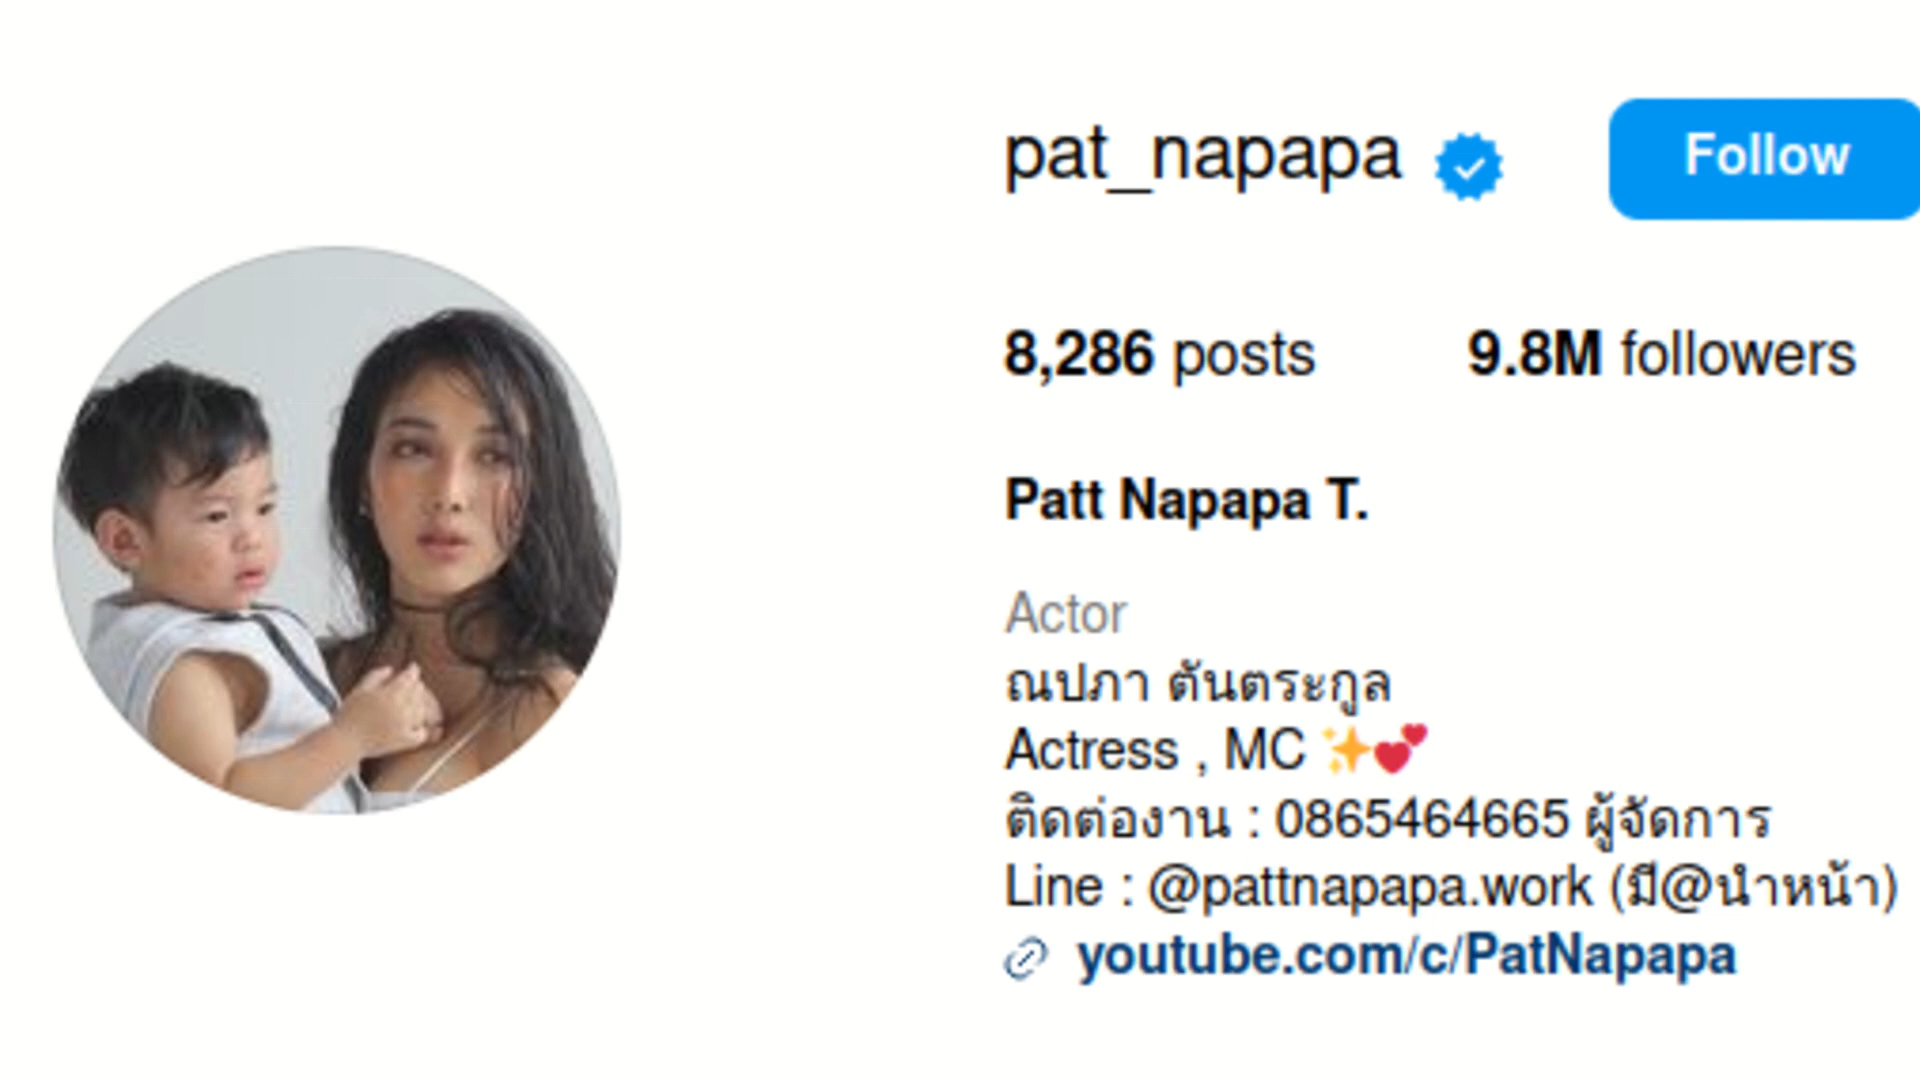 pat_napapa
Follow
8,286 posts 9.8M followers
Patt Napapa T.
Actor
ณปภา ตันตระกูล
Actress , MC ✨💕
ติดต่องาน : 0865464665 ผู้จัดการ
Line : @pattnapapa.work (มี@นำหน้า)
youtube.com/c/PatNapapa